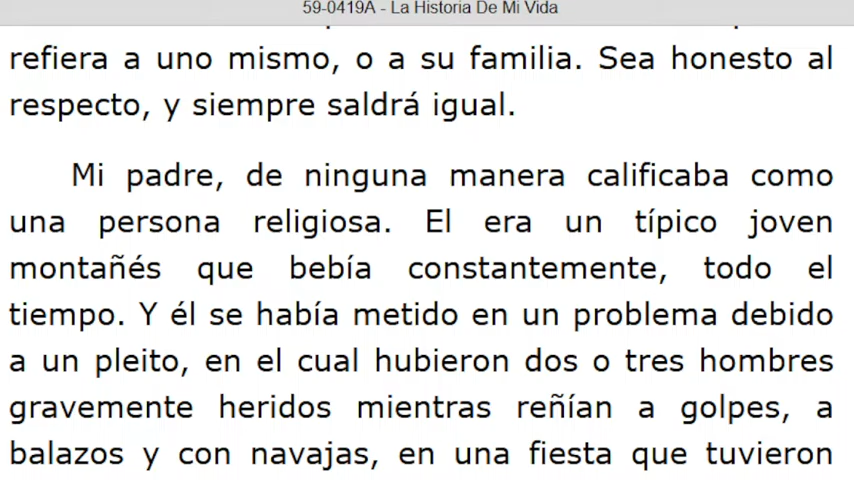 59-0419A - La Historia De Mi Vida
refiera a uno mismo, o a su familia. Sea honesto al
respecto, y siempre saldrá igual.
Mi padre, de ninguna manera calificaba como
una persona religiosa. El era un típico joven
montañés que bebía constantemente, todo el
tiempo. Y él se había metido en un problema debido
a un pleito, en el cual hubieron dos o tres hombres
gravemente heridos mientras reñían a golpes, a
balazos y con navajas, en una fiesta que tuvieron